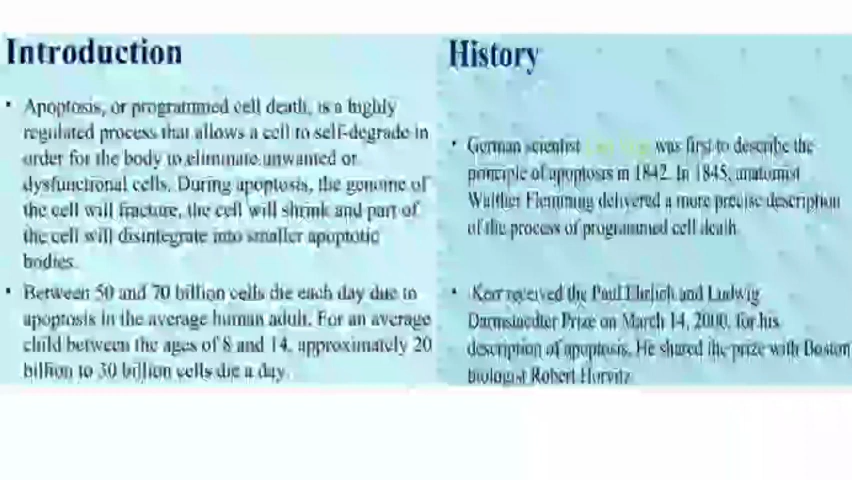 Introduction
• Apoptosis, or programmed cell death, is a highly
regulated process that allows a cell to self-degrade in
order for the body to eliminate unwanted or
dysfunctional cells. During apoptosis, the genome of
the cell will fracture, the cell will shrink and part of
the cell will disintegrate into smaller apoptotic
bodies.
• Between 50 and 70 billion cells die each day due to
apoptosis in the average human adult. For an average
child between the ages of 8 and 14, approximately 20
billion to 30 billion cells die a day.
History
• German scientist was first to describe the
principle of apoptosis in 1842. In 1845, anatomist
Walther Flemming delivered a more precise description
of the process of programmed cell death.
• Kerr received the Paul Ehrlich and Ludwig
Darmstaedter Prize on March 14, 2000, for his
description of apoptosis. He shared the prize with Boston
biologist Robert Horvitz